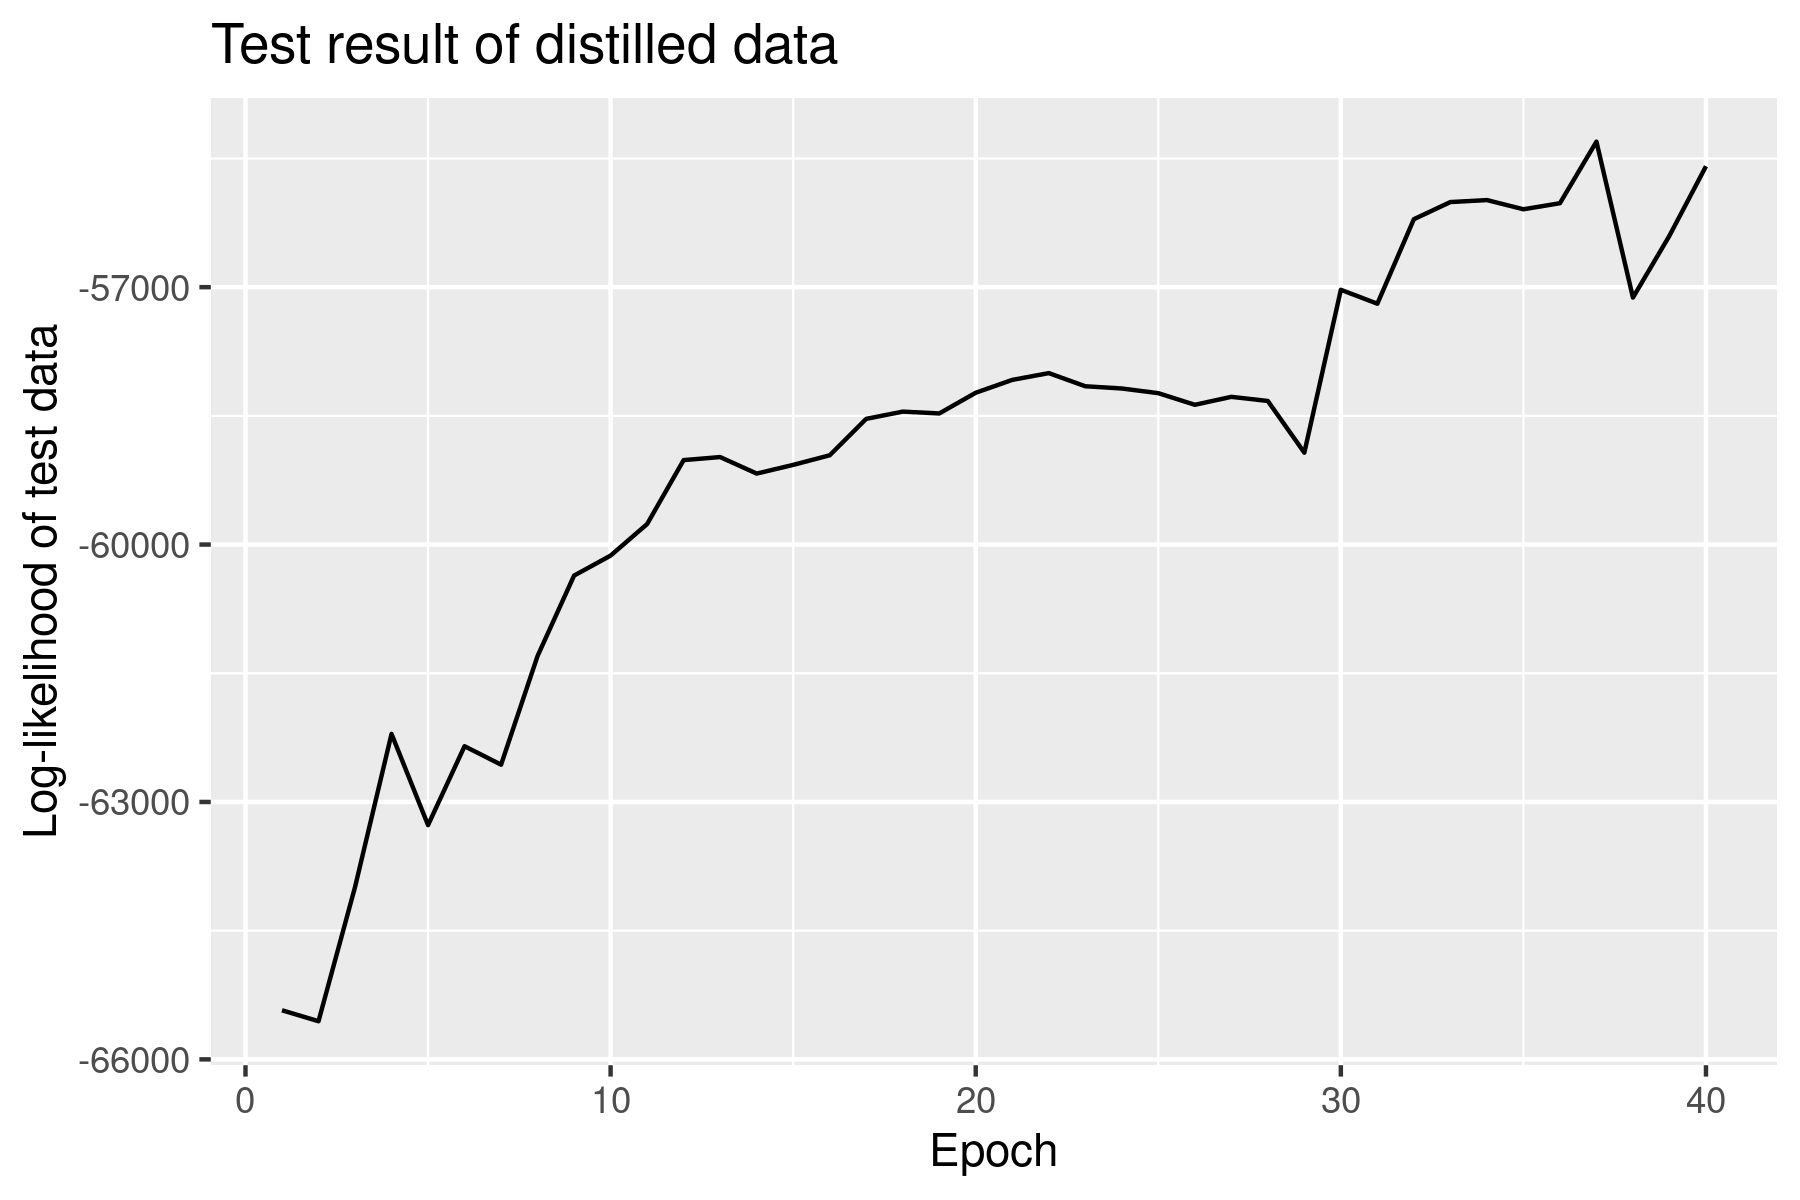 Test result of distilled data
Log-likelihood of test data
-57000
-60000
-63000
-66000
0 10 20 30 40
Epoch